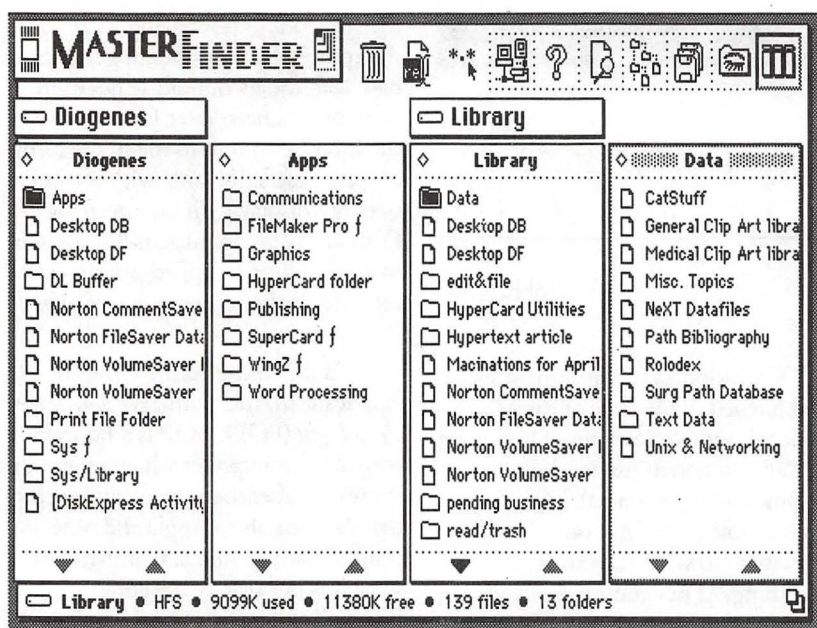 MASTERFINDER
*.* ?
Diogenes
Library
Diogenes
Apps
Desktop DB
Desktop DF
DL Buffer
Norton CommentSave
Norton FileSaver Data
Norton VolumeSaver I
Norton VolumeSaver
Print File Folder
Sys ƒ
Sys/Library
[DiskExpress Activity
Apps
Communications
FileMaker Pro ƒ
Graphics
HyperCard folder
Publishing
SuperCard ƒ
WingZ ƒ
Word Processing
Library
Data
Desktop DB
Desktop DF
edit&file
HyperCard Utilities
Hypertext article
Macinations for April
Norton CommentSave
Norton FileSaver Data
Norton VolumeSaver I
Norton VolumeSaver
pending business
read/trash
Data
CatStuff
General Clip Art libra
Medical Clip Art libra
Misc. Topics
NeXT Datafiles
Path Bibliography
Rolodex
Surg Path Database
Text Data
Unix & Networking
Library • HFS • 9099K used • 11380K free • 139 files • 13 folders